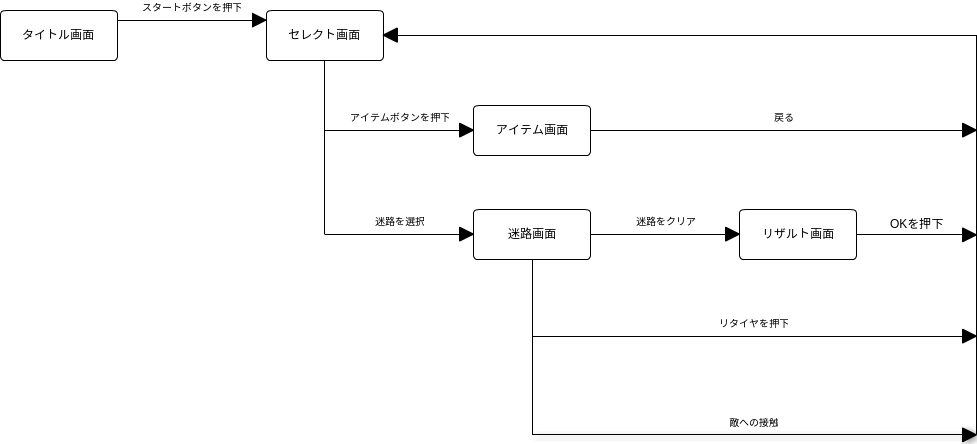 スタートボタンを押下
タイトル画面
セレクト画面
アイテムボタンを押下
アイテム画面
戻る
迷路を選択
迷路画面
迷路をクリア
リザルト画面
OKを押下
リタイヤを押下
敵への接触